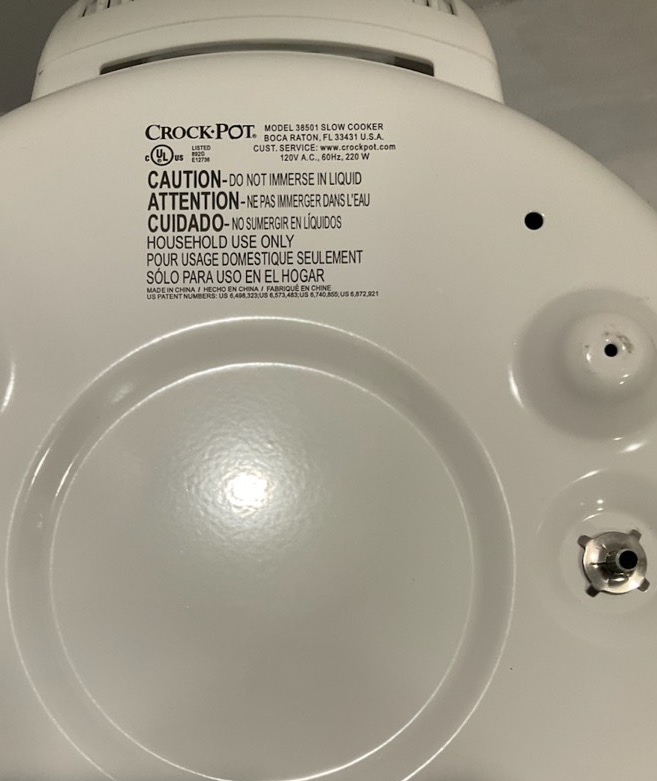 CROCK·POT® MODEL 38501 SLOW COOKER
BOCA RATON, FL 33431 U.S.A.
c UL US LISTED 892G E12736 CUST. SERVICE: www.crockpot.com
120V A.C., 60Hz, 220 W
CAUTION-DO NOT IMMERSE IN LIQUID
ATTENTION-NE PAS IMMERGER DANS L'EAU
CUIDADO-NO SUMERGIR EN LÍQUIDOS
HOUSEHOLD USE ONLY
POUR USAGE DOMESTIQUE SEULEMENT
SÓLO PARA USO EN EL HOGAR
MADE IN CHINA / HECHO EN CHINA / FABRIQUÉ EN CHINE
US PATENT NUMBERS: US 6,498,323;US 6,573,483;US 6,740,855;US 6,872,921